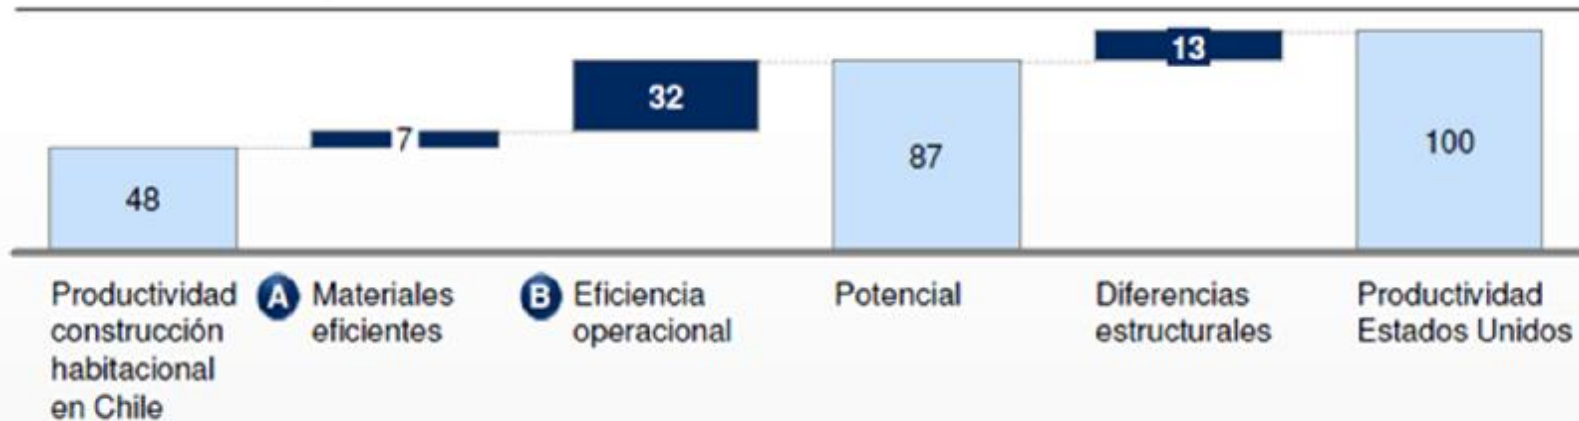 48
7
32
87
13
100
Productividad
construcción
habitacional
en Chile
A Materiales
eficientes
B Eficiencia
operacional
Potencial
Diferencias
estructurales
Productividad
Estados Unidos